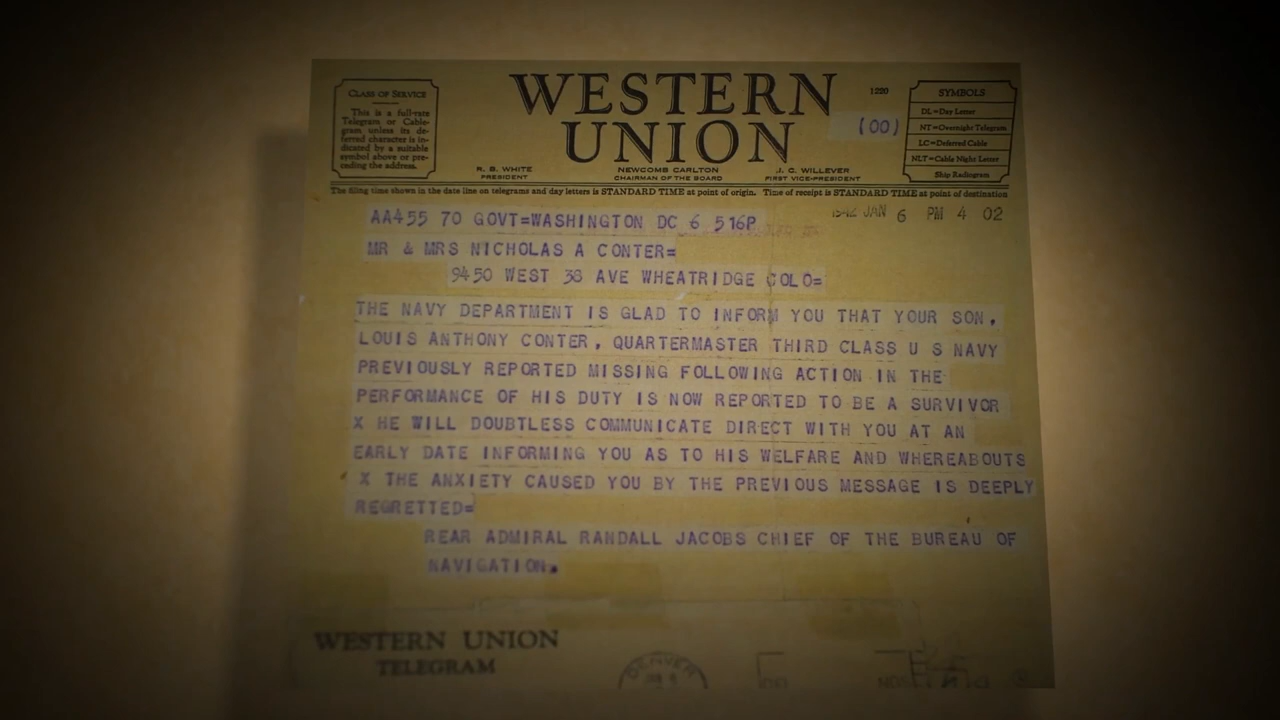 CLASS OF SERVICE
This is a full-rate
Telegram or Cable-
gram unless its de-
ferred character is in-
dicated by a suitable
symbol above or pre-
ceding the address.
WESTERN
UNION
1220
(00)
R. B. WHITE
PRESIDENT
NEWCOMB CARLTON
CHAIRMAN OF THE BOARD
J. C. WILLEVER
FIRST VICE-PRESIDENT
SYMBOLS
DL=Day Letter
NT=Overnight Telegram
LC=Deferred Cable
NLT=Cable Night Letter
Ship Radiogram
The filing time shown in the date line on telegrams and day letters is STANDARD TIME at point of origin. Time of receipt is STANDARD TIME at point of destination
1942 JAN 6 PM 4 02
AA455 70 GOVT=WASHINGTON DC 6 516P
MR & MRS NICHOLAS A CONTER=
9450 WEST 38 AVE WHEATRIDGE COLO=
THE NAVY DEPARTMENT IS GLAD TO INFORM YOU THAT YOUR SON,
LOUIS ANTHONY CONTER, QUARTERMASTER THIRD CLASS U S NAVY
PREVIOUSLY REPORTED MISSING FOLLOWING ACTION IN THE
PERFORMANCE OF HIS DUTY IS NOW REPORTED TO BE A SURVIVOR
X HE WILL DOUBTLESS COMMUNICATE DIRECT WITH YOU AT AN
EARLY DATE INFORMING YOU AS TO HIS WELFARE AND WHEREABOUTS
X THE ANXIETY CAUSED YOU BY THE PREVIOUS MESSAGE IS DEEPLY
REGRETTED=
REAR ADMIRAL RANDALL JACOBS CHIEF OF THE BUREAU OF
NAVIGATION.
WESTERN UNION
TELEGRAM
DENVER